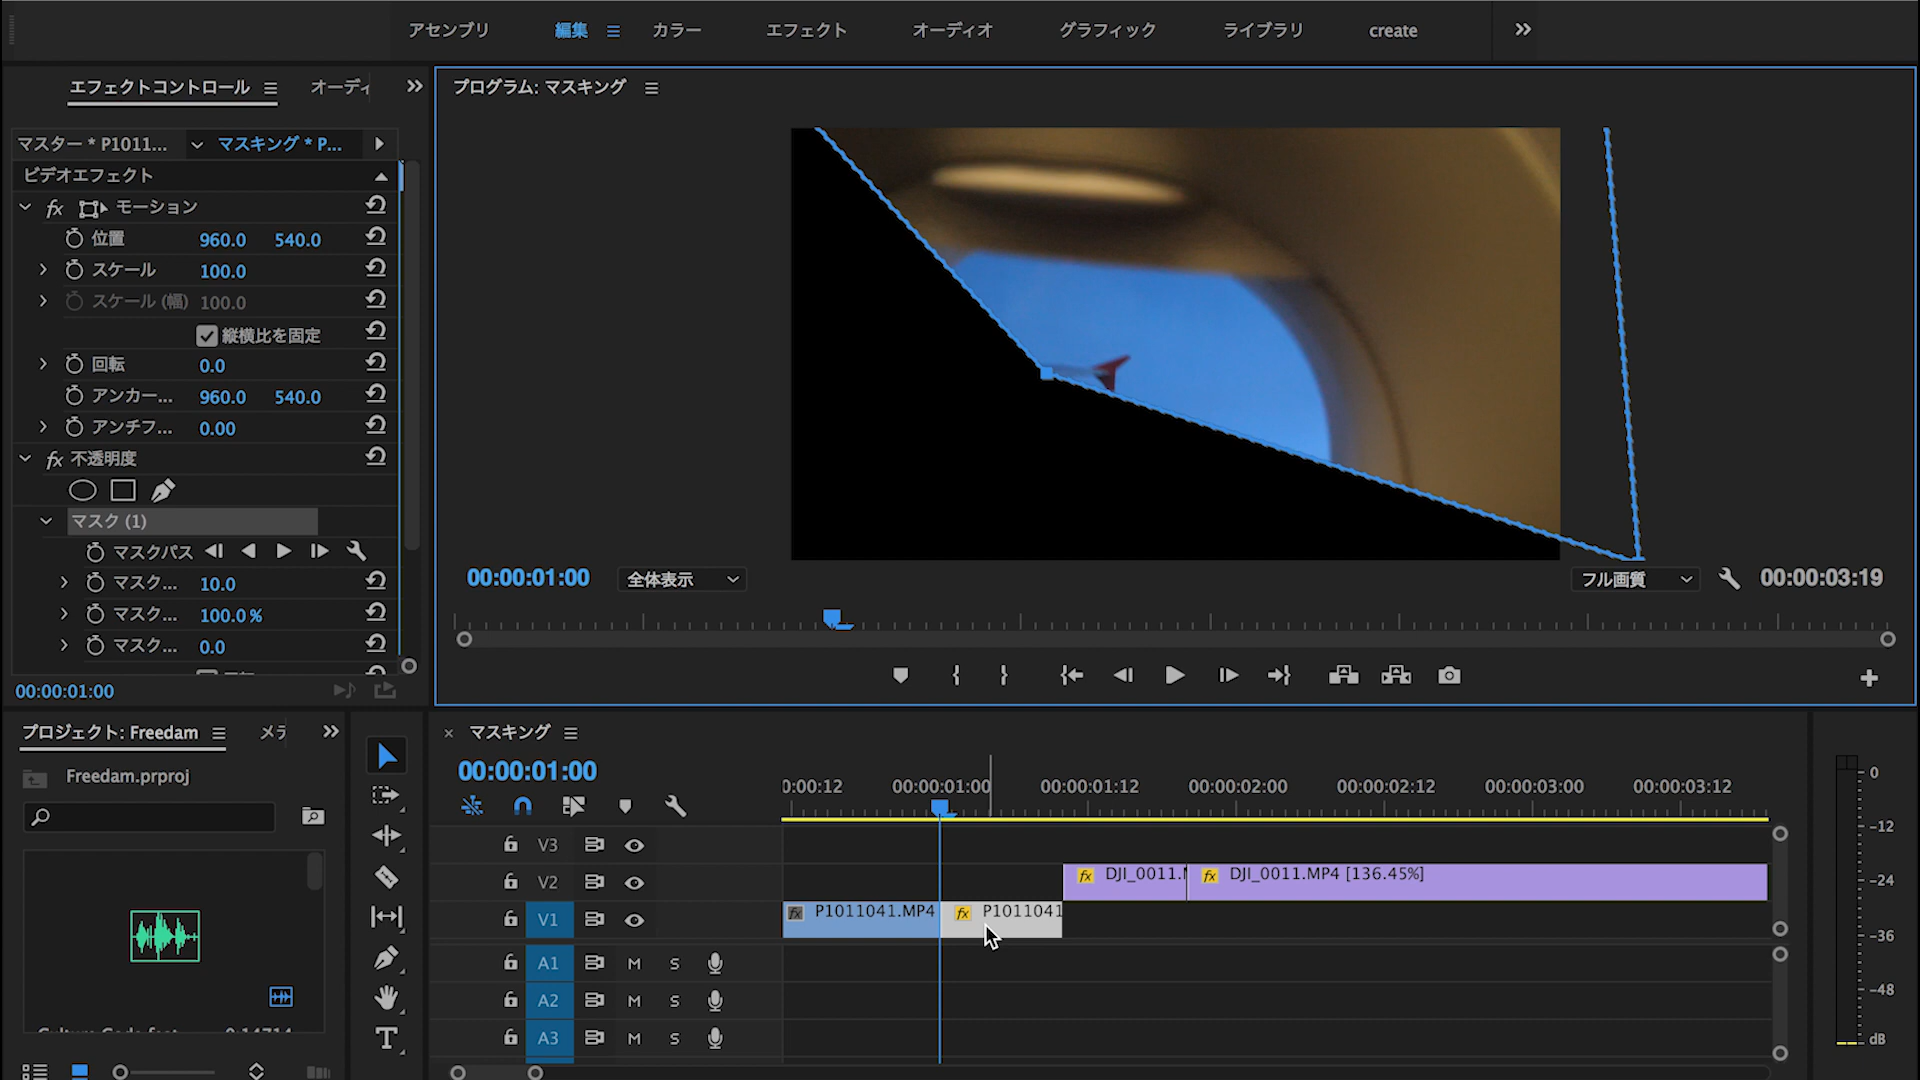 アセンブリ 編集 カラー エフェクト オーディオ グラフィック ライブラリ create
エフェクトコントロール オーディ
プログラム: マスキング
マスター * P1011... マスキング * P...
ビデオエフェクト
fx モーション
位置 960.0 540.0
スケール 100.0
スケール (幅) 100.0
縦横比を固定
回転 0.0
アンカー... 960.0 540.0
アンチフ... 0.00
fx 不透明度
マスク (1)
マスクパス
マスク... 10.0
マスク... 100.0 %
マスク... 0.0
00:00:01:00
00:00:01:00 全体表示 フル画質 00:00:03:19
プロジェクト: Freedam メデ
Freedam.prproj
マスキング
00:00:01:00
0:00:12 00:00:01:00 00:00:01:12 00:00:02:00 00:00:02:12 00:00:03:00 00:00:03:12
V3
V2 fx DJI_0011.M fx DJI_0011.MP4 [136.45%]
V1 fx P1011041.MP4 fx P1011041
A1 M S
A2 M S
A3 M S
T
0
-12
-24
-36
-48
dB